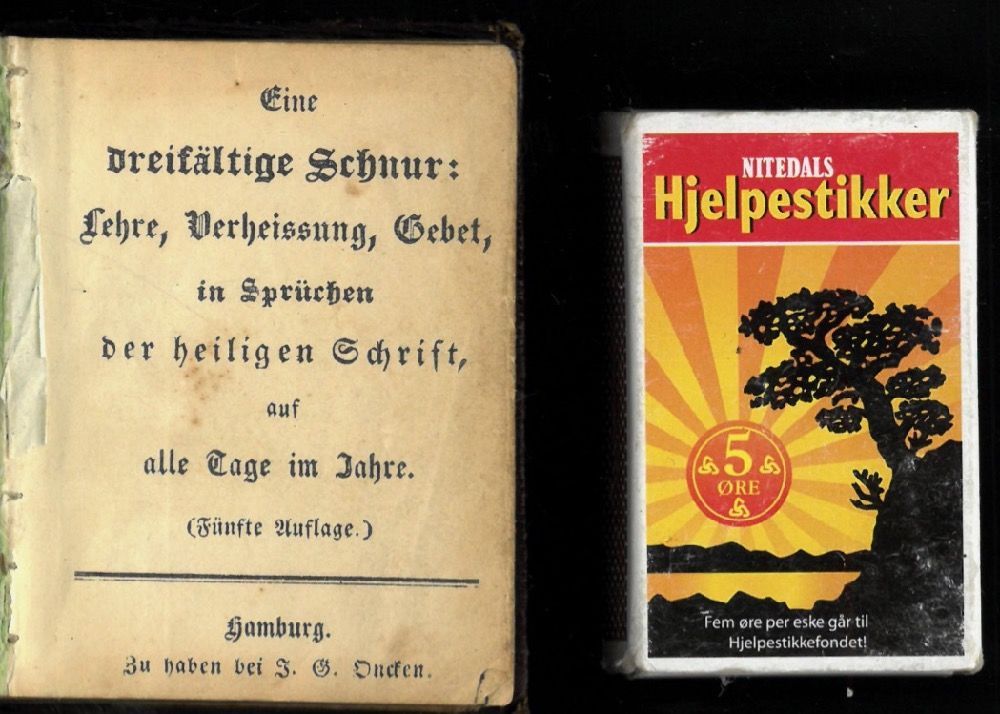 Eine
dreifältige Schnur:
Lehre, Verheissung, Gebet,
in Sprüchen
der heiligen Schrift,
auf
alle Tage im Jahre.
(Fünfte Auflage.)
Hamburg.
Zu haben bei J. G. Oncken.
NITEDALS
Hjelpestikker
5
ØRE
Fem øre per eske går til
Hjelpestikkefondet!